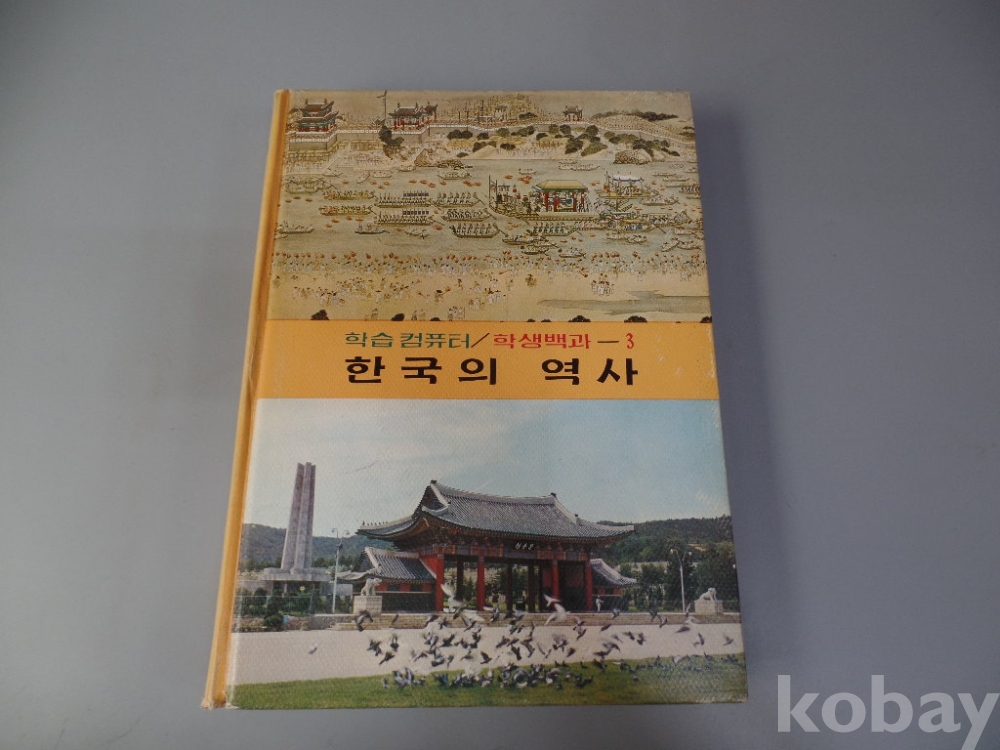 학습 컴퓨터/학생백과-3
한국의 역사
kobay